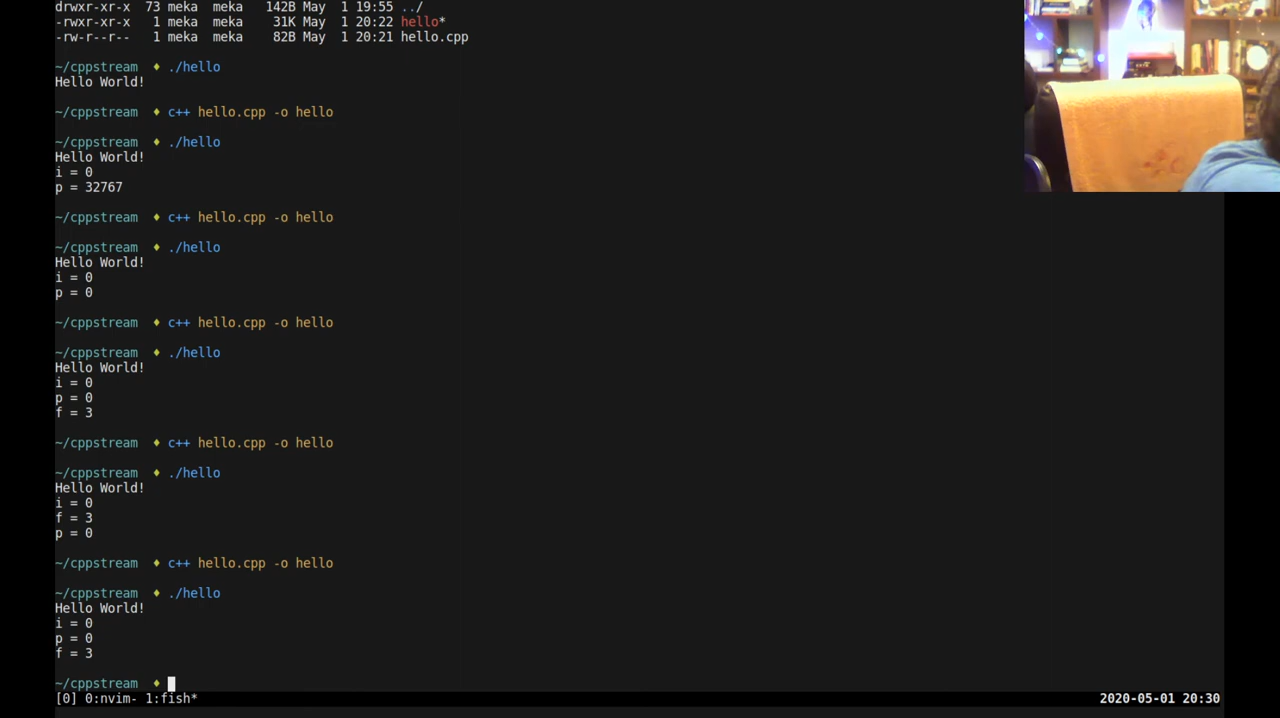 drwxr-xr-x  73 meka  meka   142B May  1 19:55 ../
-rwxr-xr-x   1 meka  meka    31K May  1 20:22 hello*
-rw-r--r--   1 meka  meka    82B May  1 20:21 hello.cpp
~/cppstream  ♦ ./hello
Hello World!
~/cppstream  ♦ c++ hello.cpp -o hello
~/cppstream  ♦ ./hello
Hello World!
i = 0
p = 32767
~/cppstream  ♦ c++ hello.cpp -o hello
~/cppstream  ♦ ./hello
Hello World!
i = 0
p = 0
~/cppstream  ♦ c++ hello.cpp -o hello
~/cppstream  ♦ ./hello
Hello World!
i = 0
p = 0
f = 3
~/cppstream  ♦ c++ hello.cpp -o hello
~/cppstream  ♦ ./hello
Hello World!
i = 0
f = 3
p = 0
~/cppstream  ♦ c++ hello.cpp -o hello
~/cppstream  ♦ ./hello
Hello World!
i = 0
p = 0
f = 3
~/cppstream  ♦
[0] 0:nvim- 1:fish* 2020-05-01 20:30